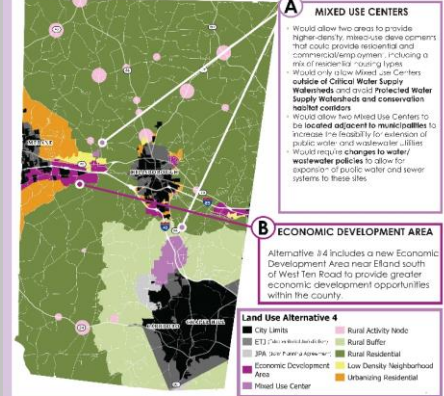 A
MIXED USE CENTERS
Would allow two areas to provide
higher-density, mixed-use developments
that could provide residential and
commercial/employment, including a
mix of residential housing types
Would only allow Mixed Use Centers
outside of Critical Water Supply
Watersheds and avoid Protected Water
Supply Watersheds and conservation
habitat corridors
Would allow two Mixed Use Centers to
be located adjacent to municipalities to
increase the feasibility for extension of
public water and wastewater utilities
Would require changes to water/
wastewater policies to allow for
expansion of public water and sewer
systems to these sites
B
ECONOMIC DEVELOPMENT AREA
Alternative #4 includes a new Economic
Development Area near Efland south
of West Ten Road to provide greater
economic development opportunities
within the county.
Land Use Alternative 4
City Limits
ETJ
JPA
Economic Development
Area
Mixed Use Center
Rural Activity Node
Rural Buffer
Rural Residential
Low Density Neighborhood
Urbanizing Residential
MEBANE
HILLSBOROUGH
CARRBORO
CHAPEL HILL